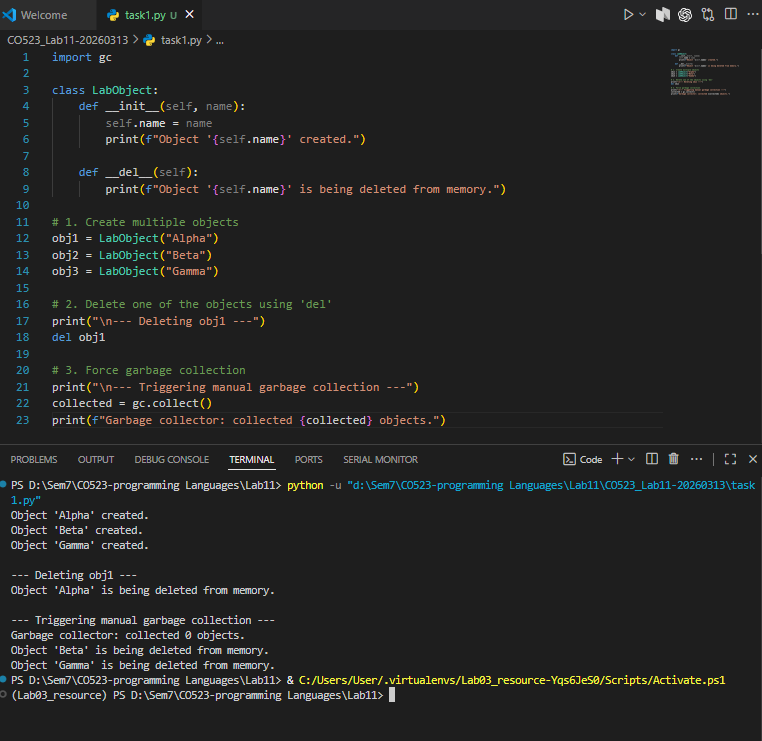 Welcome
task1.py U
CO523_Lab11-20260313 > task1.py > ...
1 import gc
2
3 class LabObject:
4 def __init__(self, name):
5 self.name = name
6 print(f"Object '{self.name}' created.")
7
8 def __del__(self):
9 print(f"Object '{self.name}' is being deleted from memory.")
10
11 # 1. Create multiple objects
12 obj1 = LabObject("Alpha")
13 obj2 = LabObject("Beta")
14 obj3 = LabObject("Gamma")
15
16 # 2. Delete one of the objects using 'del'
17 print("\n--- Deleting obj1 ---")
18 del obj1
19
20 # 3. Force garbage collection
21 print("\n--- Triggering manual garbage collection ---")
22 collected = gc.collect()
23 print(f"Garbage collector: collected {collected} objects.")
PROBLEMS OUTPUT DEBUG CONSOLE TERMINAL PORTS SERIAL MONITOR Code
PS D:\Sem7\CO523-programming Languages\Lab11> python -u "d:\Sem7\CO523-programming Languages\Lab11\CO523_Lab11-20260313\task
1.py"
Object 'Alpha' created.
Object 'Beta' created.
Object 'Gamma' created.
--- Deleting obj1 ---
Object 'Alpha' is being deleted from memory.
--- Triggering manual garbage collection ---
Garbage collector: collected 0 objects.
Object 'Beta' is being deleted from memory.
Object 'Gamma' is being deleted from memory.
PS D:\Sem7\CO523-programming Languages\Lab11> & C:/Users/User/.virtualenvs/Lab03_resource-Yqs6JeS0/Scripts/Activate.ps1
(Lab03_resource) PS D:\Sem7\CO523-programming Languages\Lab11>